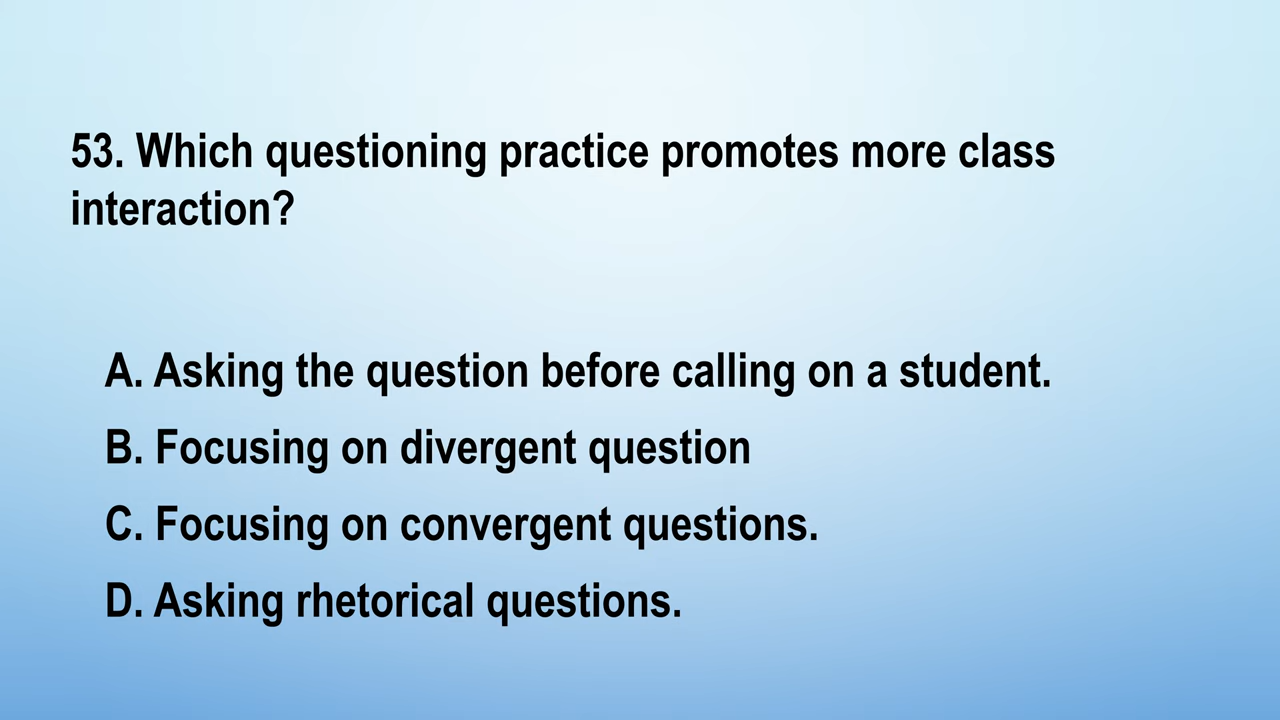 53. Which questioning practice promotes more class
interaction?
A. Asking the question before calling on a student.
B. Focusing on divergent question
C. Focusing on convergent questions.
D. Asking rhetorical questions.